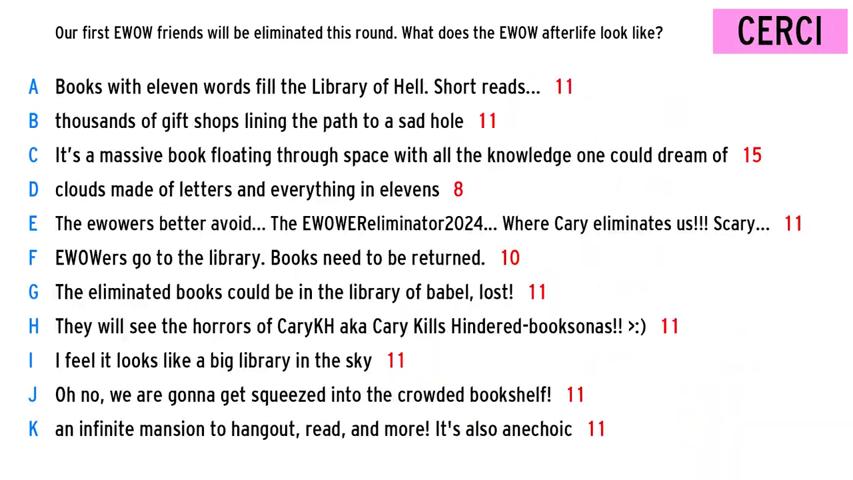 Our first EWOW friends will be eliminated this round. What does the EWOW afterlife look like?
CERCI
A Books with eleven words fill the Library of Hell. Short reads... 11
B thousands of gift shops lining the path to a sad hole 11
C It's a massive book floating through space with all the knowledge one could dream of 15
D clouds made of letters and everything in elevens 8
E The ewowers better avoid... The EWOWEReliminator2024... Where Cary eliminates us!!! Scary... 11
F EWOWers go to the library. Books need to be returned. 10
G The eliminated books could be in the library of babel, lost! 11
H They will see the horrors of CaryKH aka Cary Kills Hindered-booksonas!! >:) 11
I I feel it looks like a big library in the sky 11
J Oh no, we are gonna get squeezed into the crowded bookshelf! 11
K an infinite mansion to hangout, read, and more! It's also anechoic 11